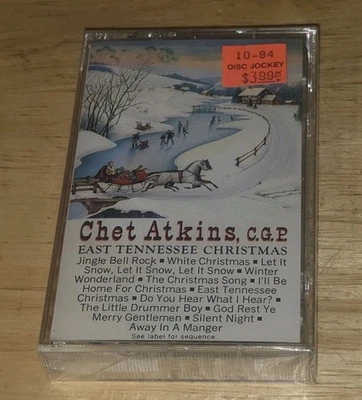 10-94
DISC JOCKEY
$3.99
Chet Atkins, C.G.P.
EAST TENNESSEE CHRISTMAS
Jingle Bell Rock ▪ White Christmas ▪ Let It
Snow, Let It Snow, Let It Snow ▪ Winter
Wonderland ▪ The Christmas Song ▪ I'll Be
Home For Christmas ▪ East Tennessee
Christmas ▪ Do You Hear What I Hear? ▪
The Little Drummer Boy ▪ God Rest Ye
Merry Gentlemen ▪ Silent Night ▪
Away In A Manger
See label for sequence.